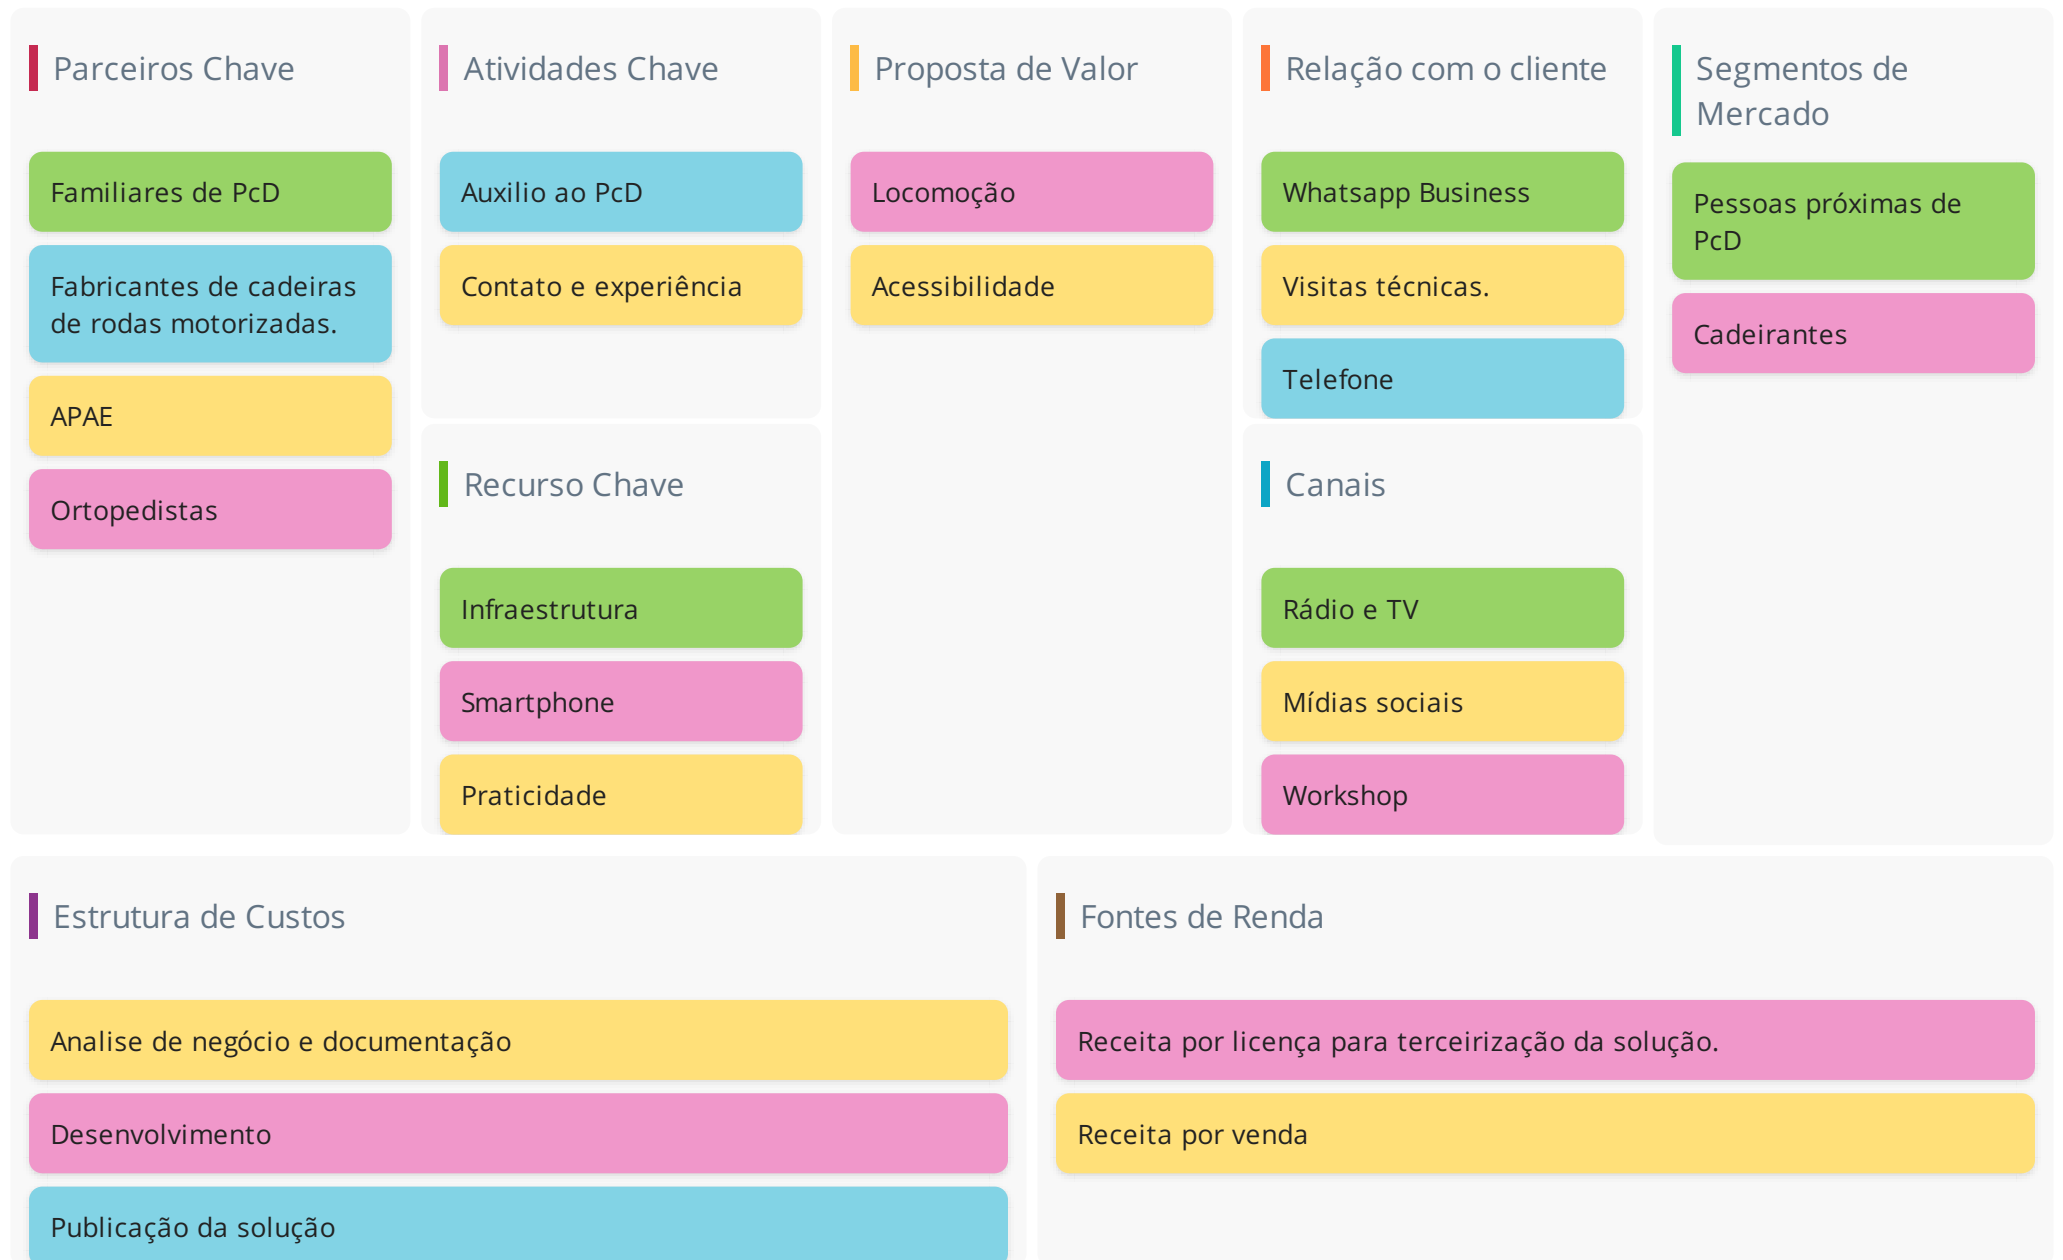 Parceiros Chave
Familiares de PcD
Fabricantes de cadeiras
de rodas motorizadas.
APAE
Ortopedistas
Atividades Chave
Auxilio ao PcD
Contato e experiência
Recurso Chave
Infraestrutura
Smartphone
Praticidade
Proposta de Valor
Locomoção
Acessibilidade
Relação com o cliente
Whatsapp Business
Visitas técnicas.
Telefone
Canais
Rádio e TV
Mídias sociais
Workshop
Segmentos de
Mercado
Pessoas próximas de
PcD
Cadeirantes
Estrutura de Custos
Analise de negócio e documentação
Desenvolvimento
Publicação da solução
Fontes de Renda
Receita por licença para terceirização da solução.
Receita por venda